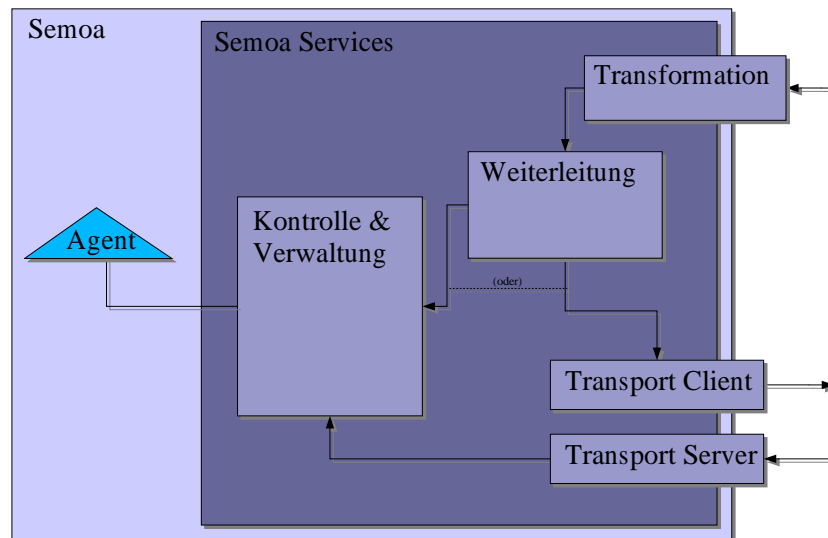 Semoa
Semoa Services
Transformation
Weiterleitung
Kontrolle &
Verwaltung
Agent
(oder)
Transport Client
Transport Server